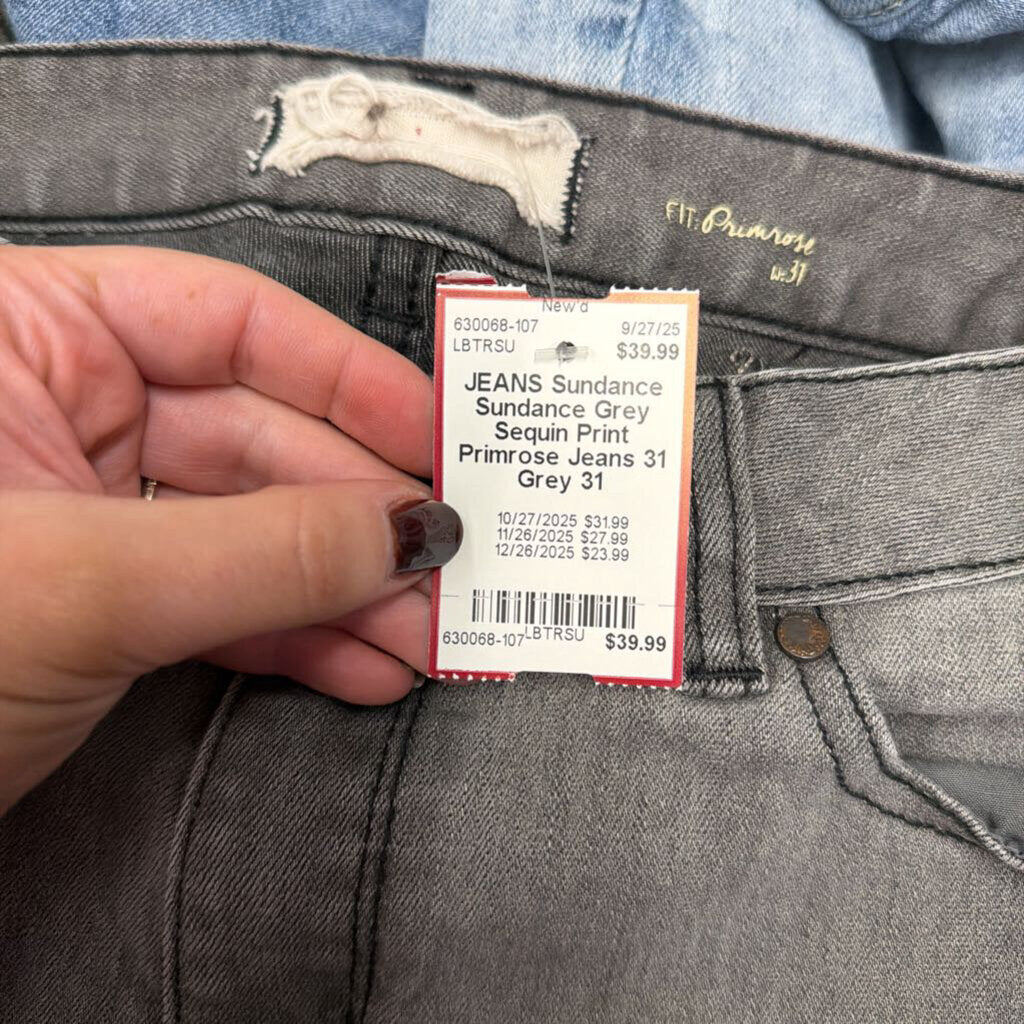 FIT: Primrose
W: 31
New'd
630068-107 9/27/25
LBTRSU $39.99
JEANS Sundance
Sundance Grey
Sequin Print
Primrose Jeans 31
Grey 31
10/27/2025 $31.99
11/26/2025 $27.99
12/26/2025 $23.99
630068-107 LBTRSU $39.99